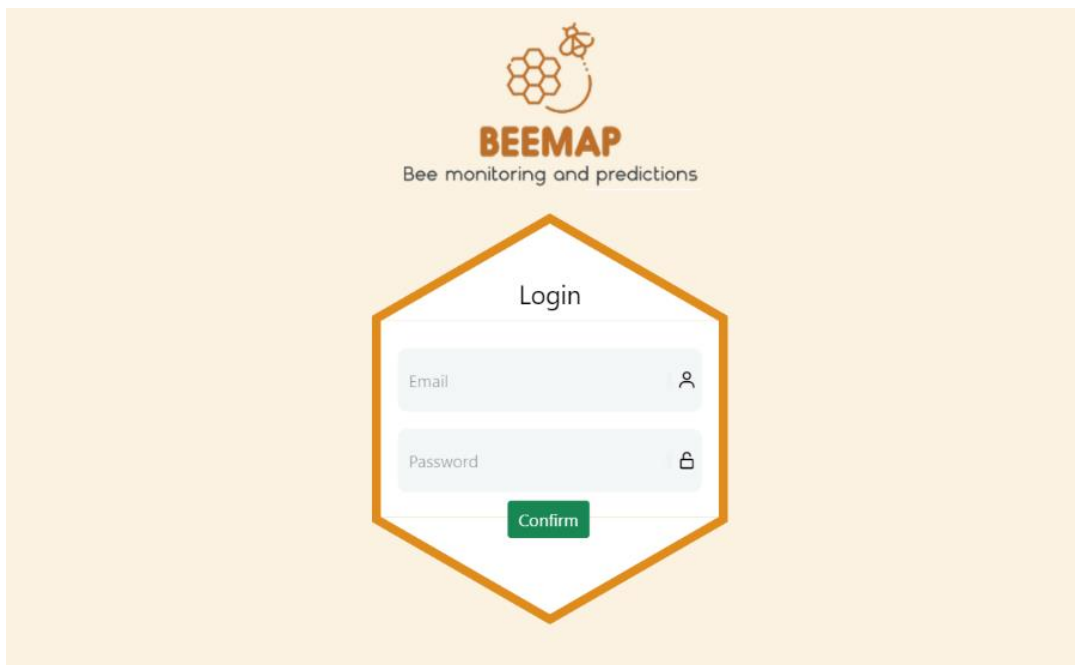 BEEMAP
Bee monitoring and predictions
Login
Email
Password
Confirm